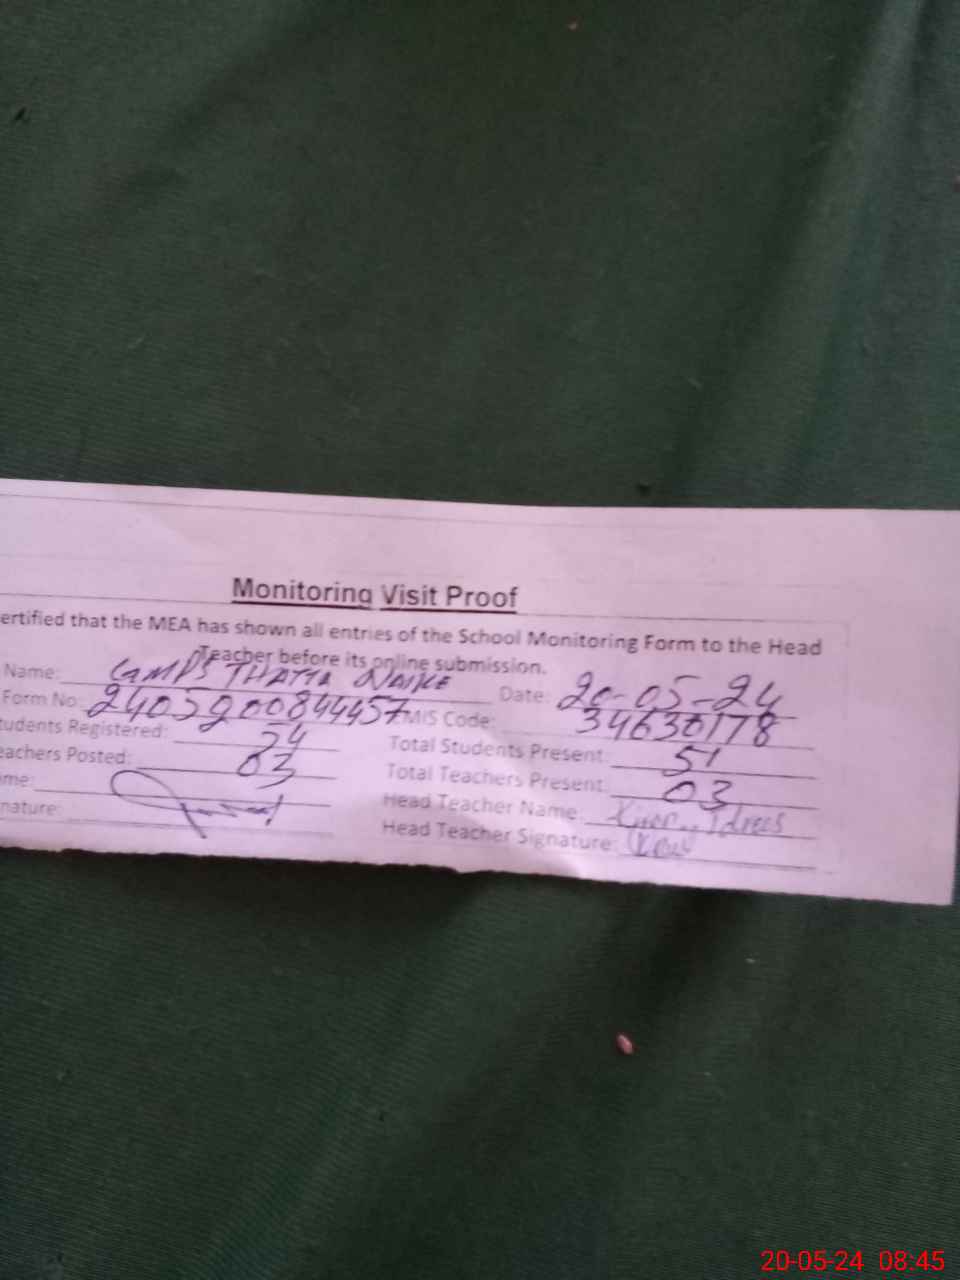 Monitoring Visit Proof
ertified that the MEA has shown all entries of the School Monitoring Form to the Head
Teacher before its online submission.
Name: GMPS THATTA Date: 20-05-24
Form No: 2405200844457 MIS Code: 34630178
tudents Registered: 74 Total Students Present: 51
eachers Posted: 03 Total Teachers Present: 03
me: Head Teacher Name: Idrees
nature: Head Teacher Signature:
20-05-24 08:45